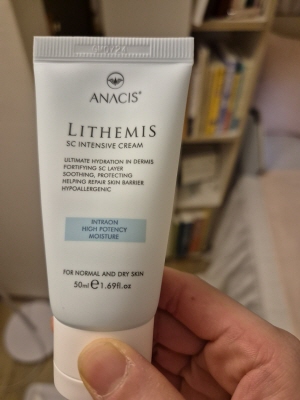 ANACIS®
LITHEMIS
SC INTENSIVE CREAM
ULTIMATE HYDRATION IN DERMIS
FORTIFYING SC LAYER
SOOTHING, PROTECTING
HELPING REPAIR SKIN BARRIER
HYPOALLERGENIC
INTRAON
HIGH POTENCY
MOISTURE
FOR NORMAL AND DRY SKIN
50ml ℮ 1.69fl.oz